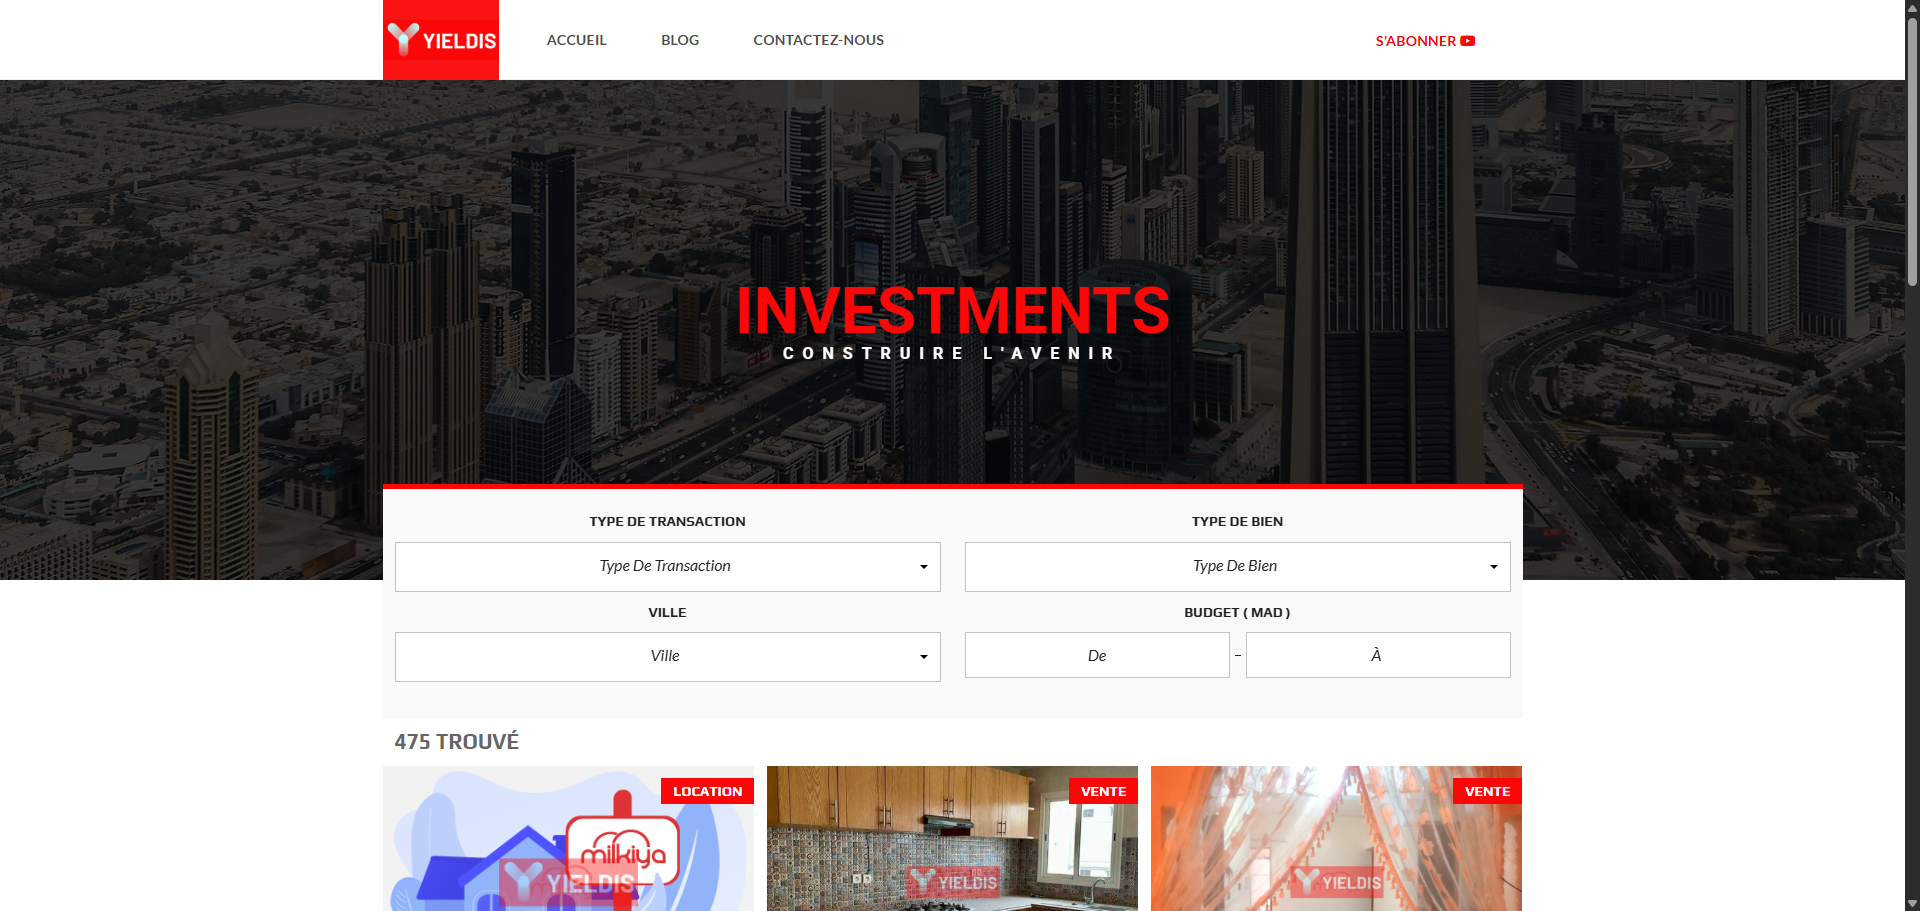 YIELDIS
ACCUEIL
BLOG
CONTACTEZ-NOUS
S'ABONNER
INVESTMENTS
CONSTRUIRE L'AVENIR
TYPE DE TRANSACTION
TYPE DE BIEN
Type De Transaction
Type De Bien
VILLE
BUDGET ( MAD )
Ville
De
–
À
475 TROUVÉ
LOCATION
VENTE
VENTE
milkiya
YIELDIS
YIELDIS
YIELDIS